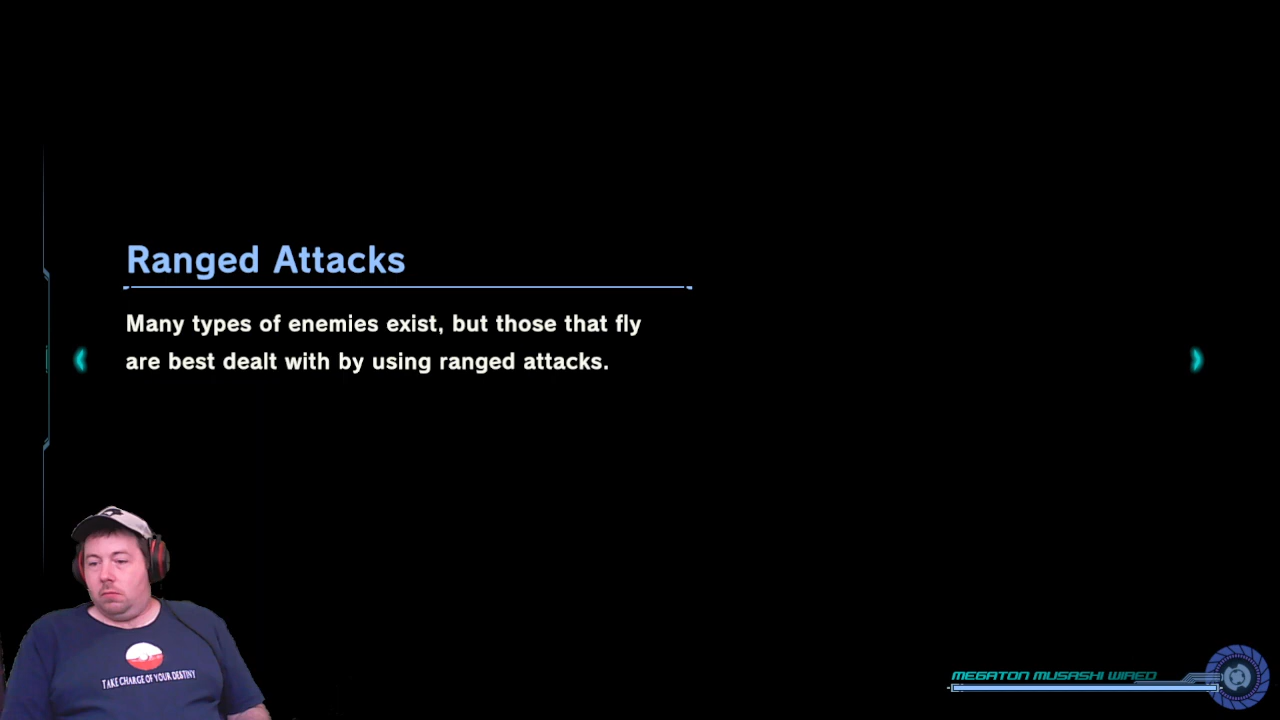 Ranged Attacks
Many types of enemies exist, but those that fly
are best dealt with by using ranged attacks.
TAKE CHARGE OF YOUR DESTINY
MEGATON MUSASHI WIRED